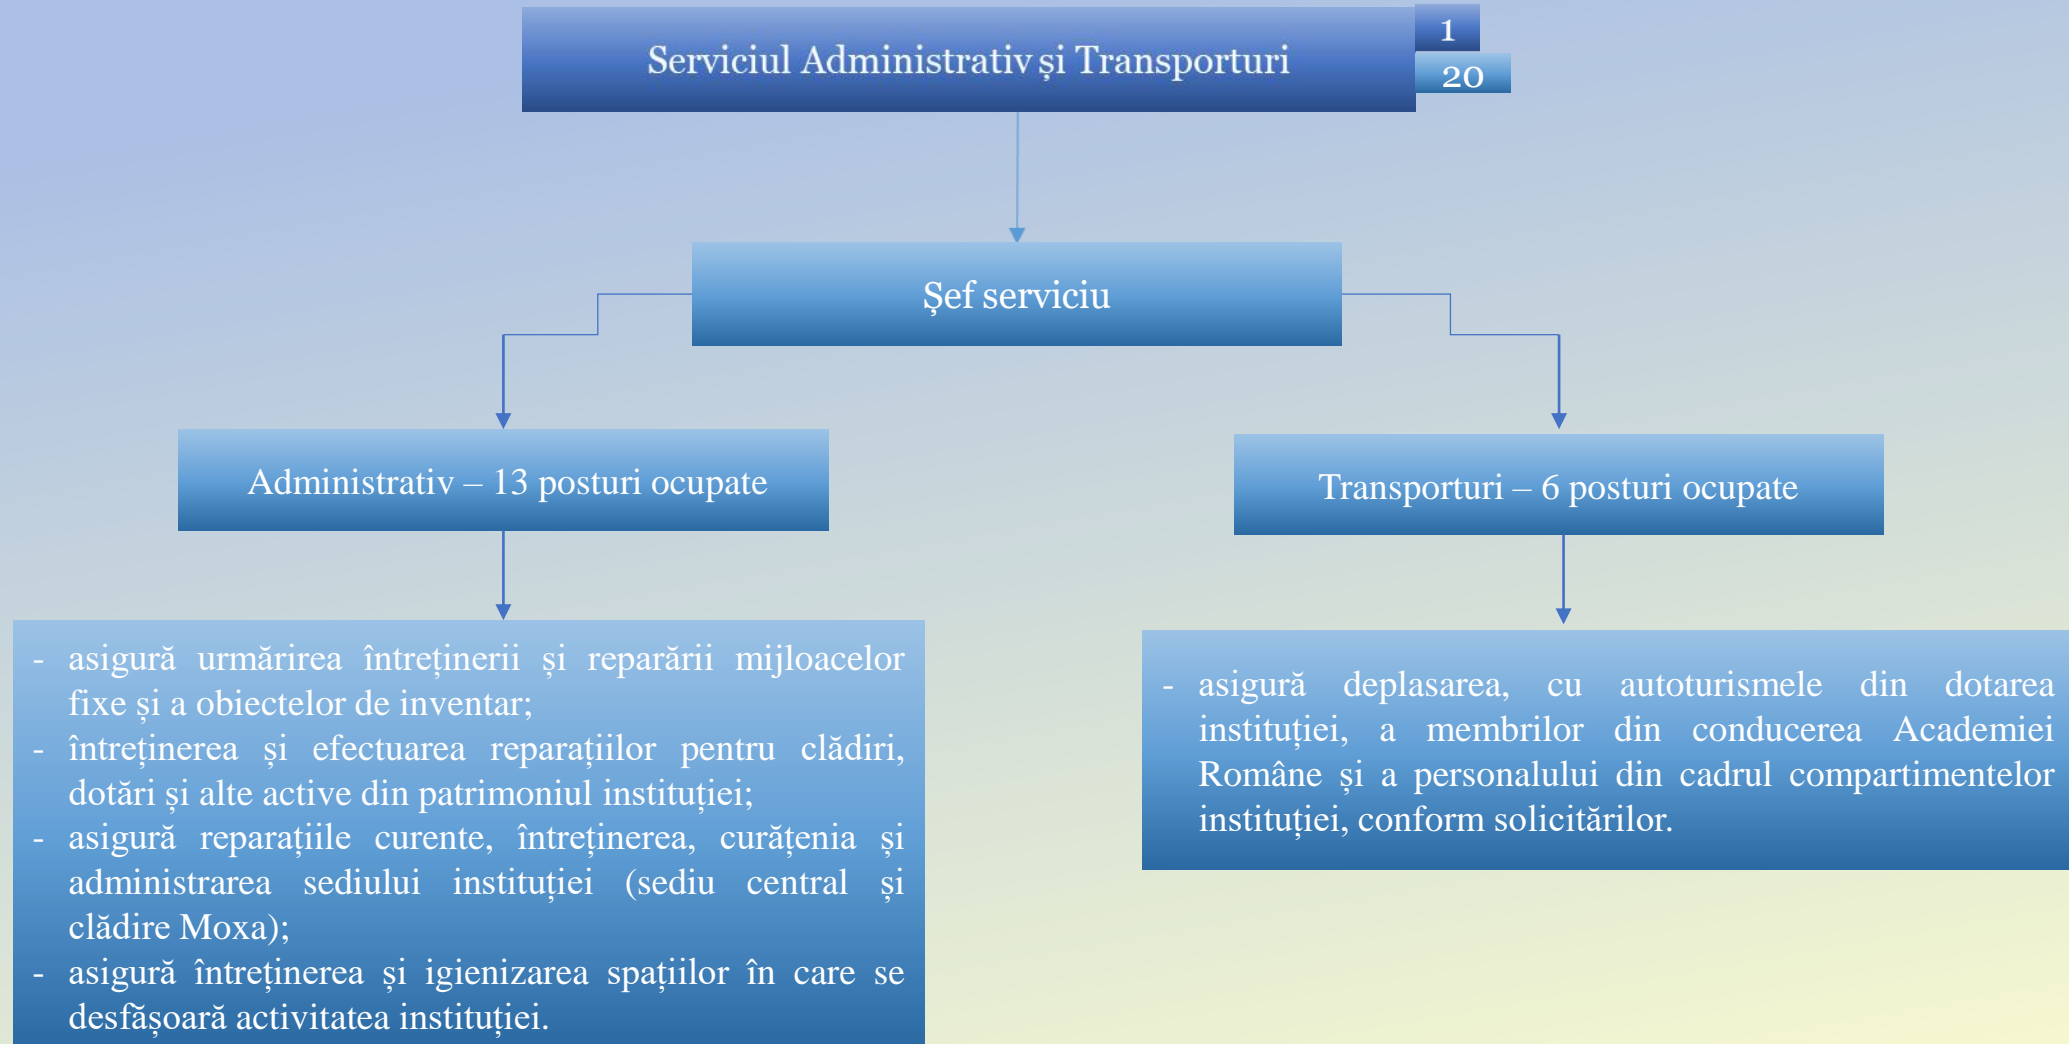 Serviciul Administrativ și Transporturi
1
20
Șef serviciu
Administrativ – 13 posturi ocupate
Transporturi – 6 posturi ocupate
- asigură urmărirea întreținerii și reparării mijloacelor
fixe și a obiectelor de inventar;
- întreținerea și efectuarea reparațiilor pentru clădiri,
dotări și alte active din patrimoniul instituției;
- asigură reparațiile curente, întreținerea, curățenia și
administrarea sediului instituției (sediu central și
clădire Moxa);
- asigură întreținerea și igienizarea spațiilor în care se
desfășoară activitatea instituției.
- asigură deplasarea, cu autoturismele din dotarea
instituției, a membrilor din conducerea Academiei
Române și a personalului din cadrul compartimentelor
instituției, conform solicitărilor.